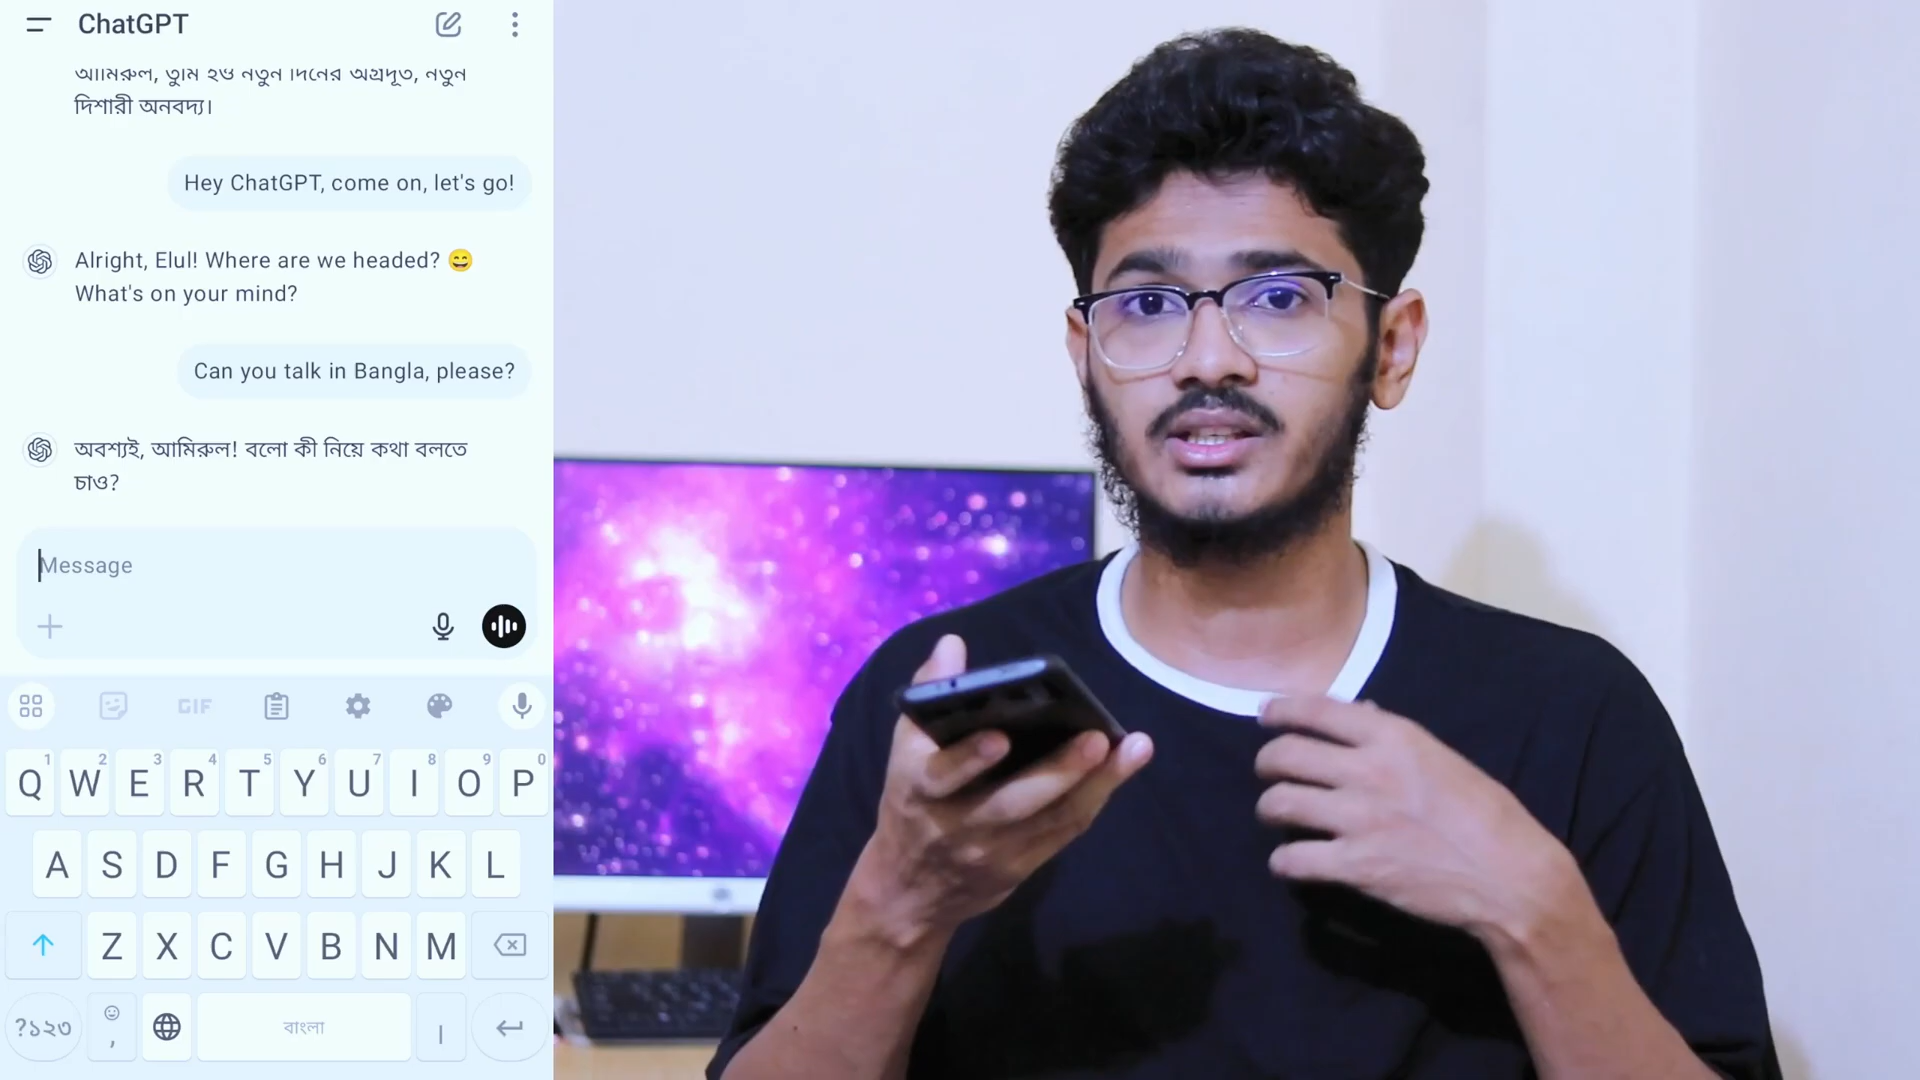 ChatGPT
আমিরুল, তুমি হও নতুন দিনের অগ্রদূত, নতুন
দিশারী অনবদ্য।
Hey ChatGPT, come on, let's go!
Alright, Elul! Where are we headed? 😄
What's on your mind?
Can you talk in Bangla, please?
অবশ্যই, আমিরুল! বলো কী নিয়ে কথা বলতে
চাও?
Message
GIF
1 2 3 4 5 6 7 8 9 0
Q W E R T Y U I O P
A S D F G H J K L
Z X C V B N M
?১২৩ , বাংলা |